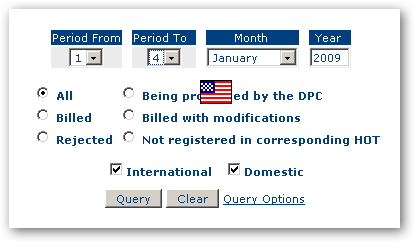 Period From Period To Month Year
1 4 January 2009
All Being pro ed by the DPC
Billed Billed with modifications
Rejected Not registered in corresponding HOT
International Domestic
Query Clear Query Options